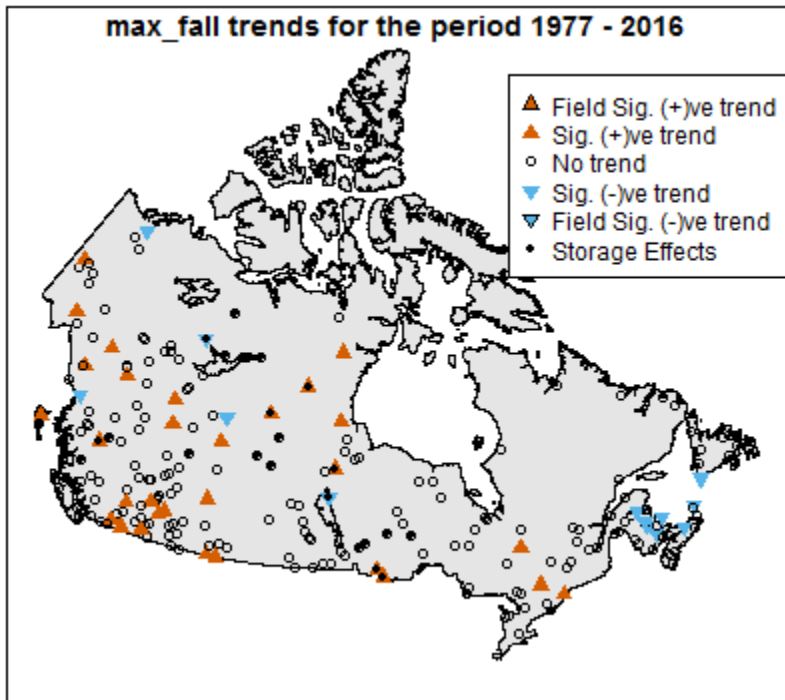 max_fall trends for the period 1977 - 2016
Field Sig. (+)ve trend
Sig. (+)ve trend
No trend
Sig. (-)ve trend
Field Sig. (-)ve trend
Storage Effects